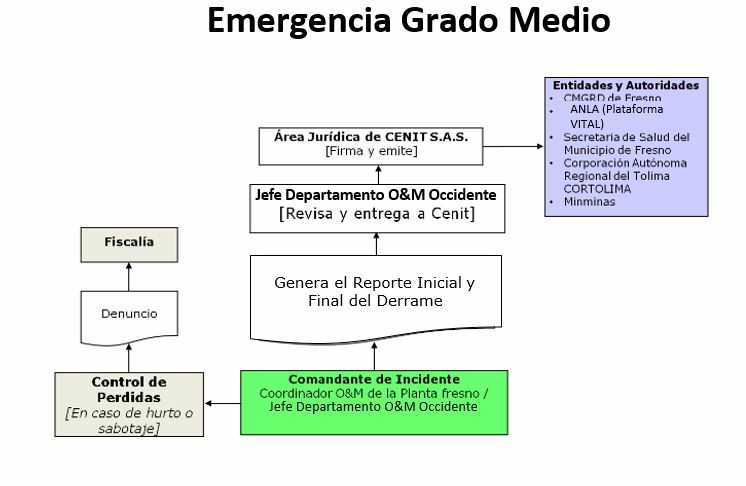 Emergencia Grado Medio
Entidades y Autoridades
• CMGRD de Fresno
• ANLA (Plataforma
VITAL)
• Secretaria de Salud del
Municipio de Fresno
• Corporación Autónoma
Regional del Tolima
CORTOLIMA
• Minminas
Área Jurídica de CENIT S.A.S.
[Firma y emite]
Jefe Departamento O&M Occidente
[Revisa y entrega a Cenit]
Fiscalía
Genera el Reporte Inicial y
Final del Derrame
Denuncio
Control de
Perdidas
[En caso de hurto o
sabotaje]
Comandante de Incidente
Coordinador O&M de la Planta fresno /
Jefe Departamento O&M Occidente